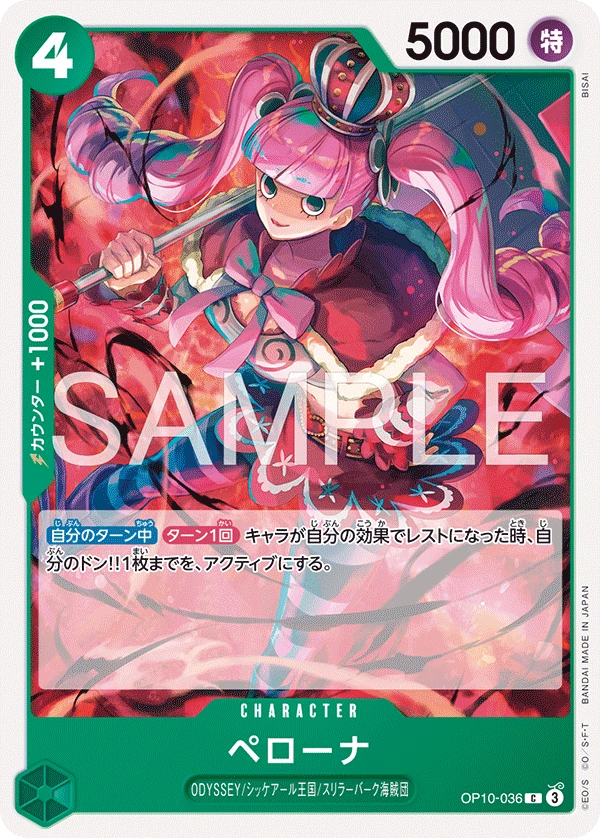 4
5000
特
BISAI
カウンター +1000
SAMPLE
自分のターン中 ターン1回 キャラが自分の効果でレストになった時、自
分のドン!!1枚までを、アクティブにする。
CHARACTER
ペローナ
ODYSSEY/シッケアール王国/スリラーバーク海賊団
OP10-036 C 3
©E.O/S ©O/S・F・T BANDAI MADE IN JAPAN